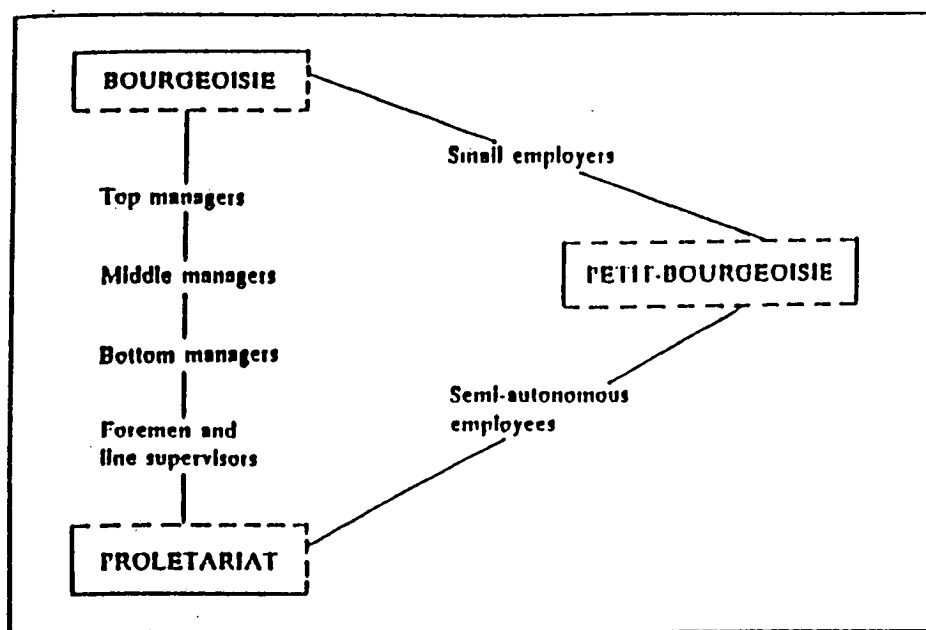 BOURGEOISIE
Small employers
Top managers
PETIT-BOURGEOISIE
Middle managers
Bottom managers
Semi-autonomous
employees
Foremen and
line supervisors
PROLETARIAT